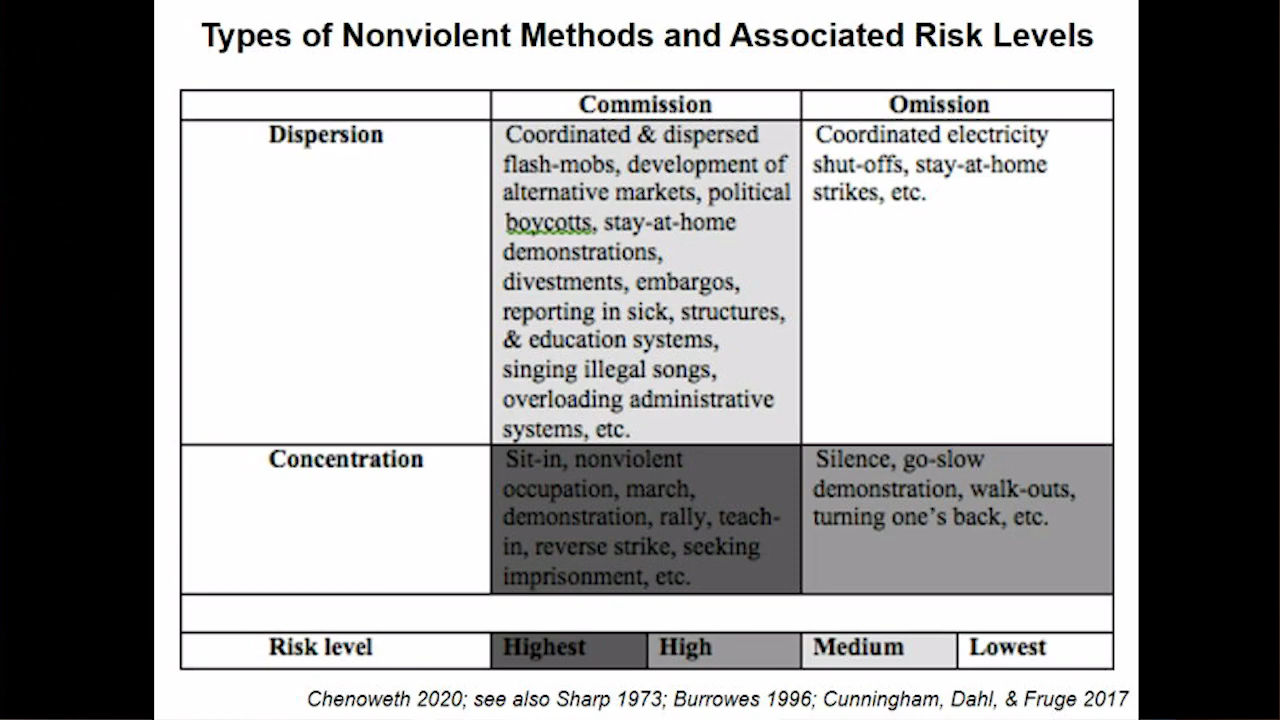 Types of Nonviolent Methods and Associated Risk Levels
Commission
Omission
Dispersion
Coordinated & dispersed
flash-mobs, development of
alternative markets, political
boycotts, stay-at-home
demonstrations,
divestments, embargos,
reporting in sick, structures,
& education systems,
singing illegal songs,
overloading administrative
systems, etc.
Coordinated electricity
shut-offs, stay-at-home
strikes, etc.
Concentration
Sit-in, nonviolent
occupation, march,
demonstration, rally, teach-
in, reverse strike, seeking
imprisonment, etc.
Silence, go-slow
demonstration, walk-outs,
turning one's back, etc.
Risk level
Highest
High
Medium
Lowest
Chenoweth 2020; see also Sharp 1973; Burrowes 1996; Cunningham, Dahl, & Fruge 2017